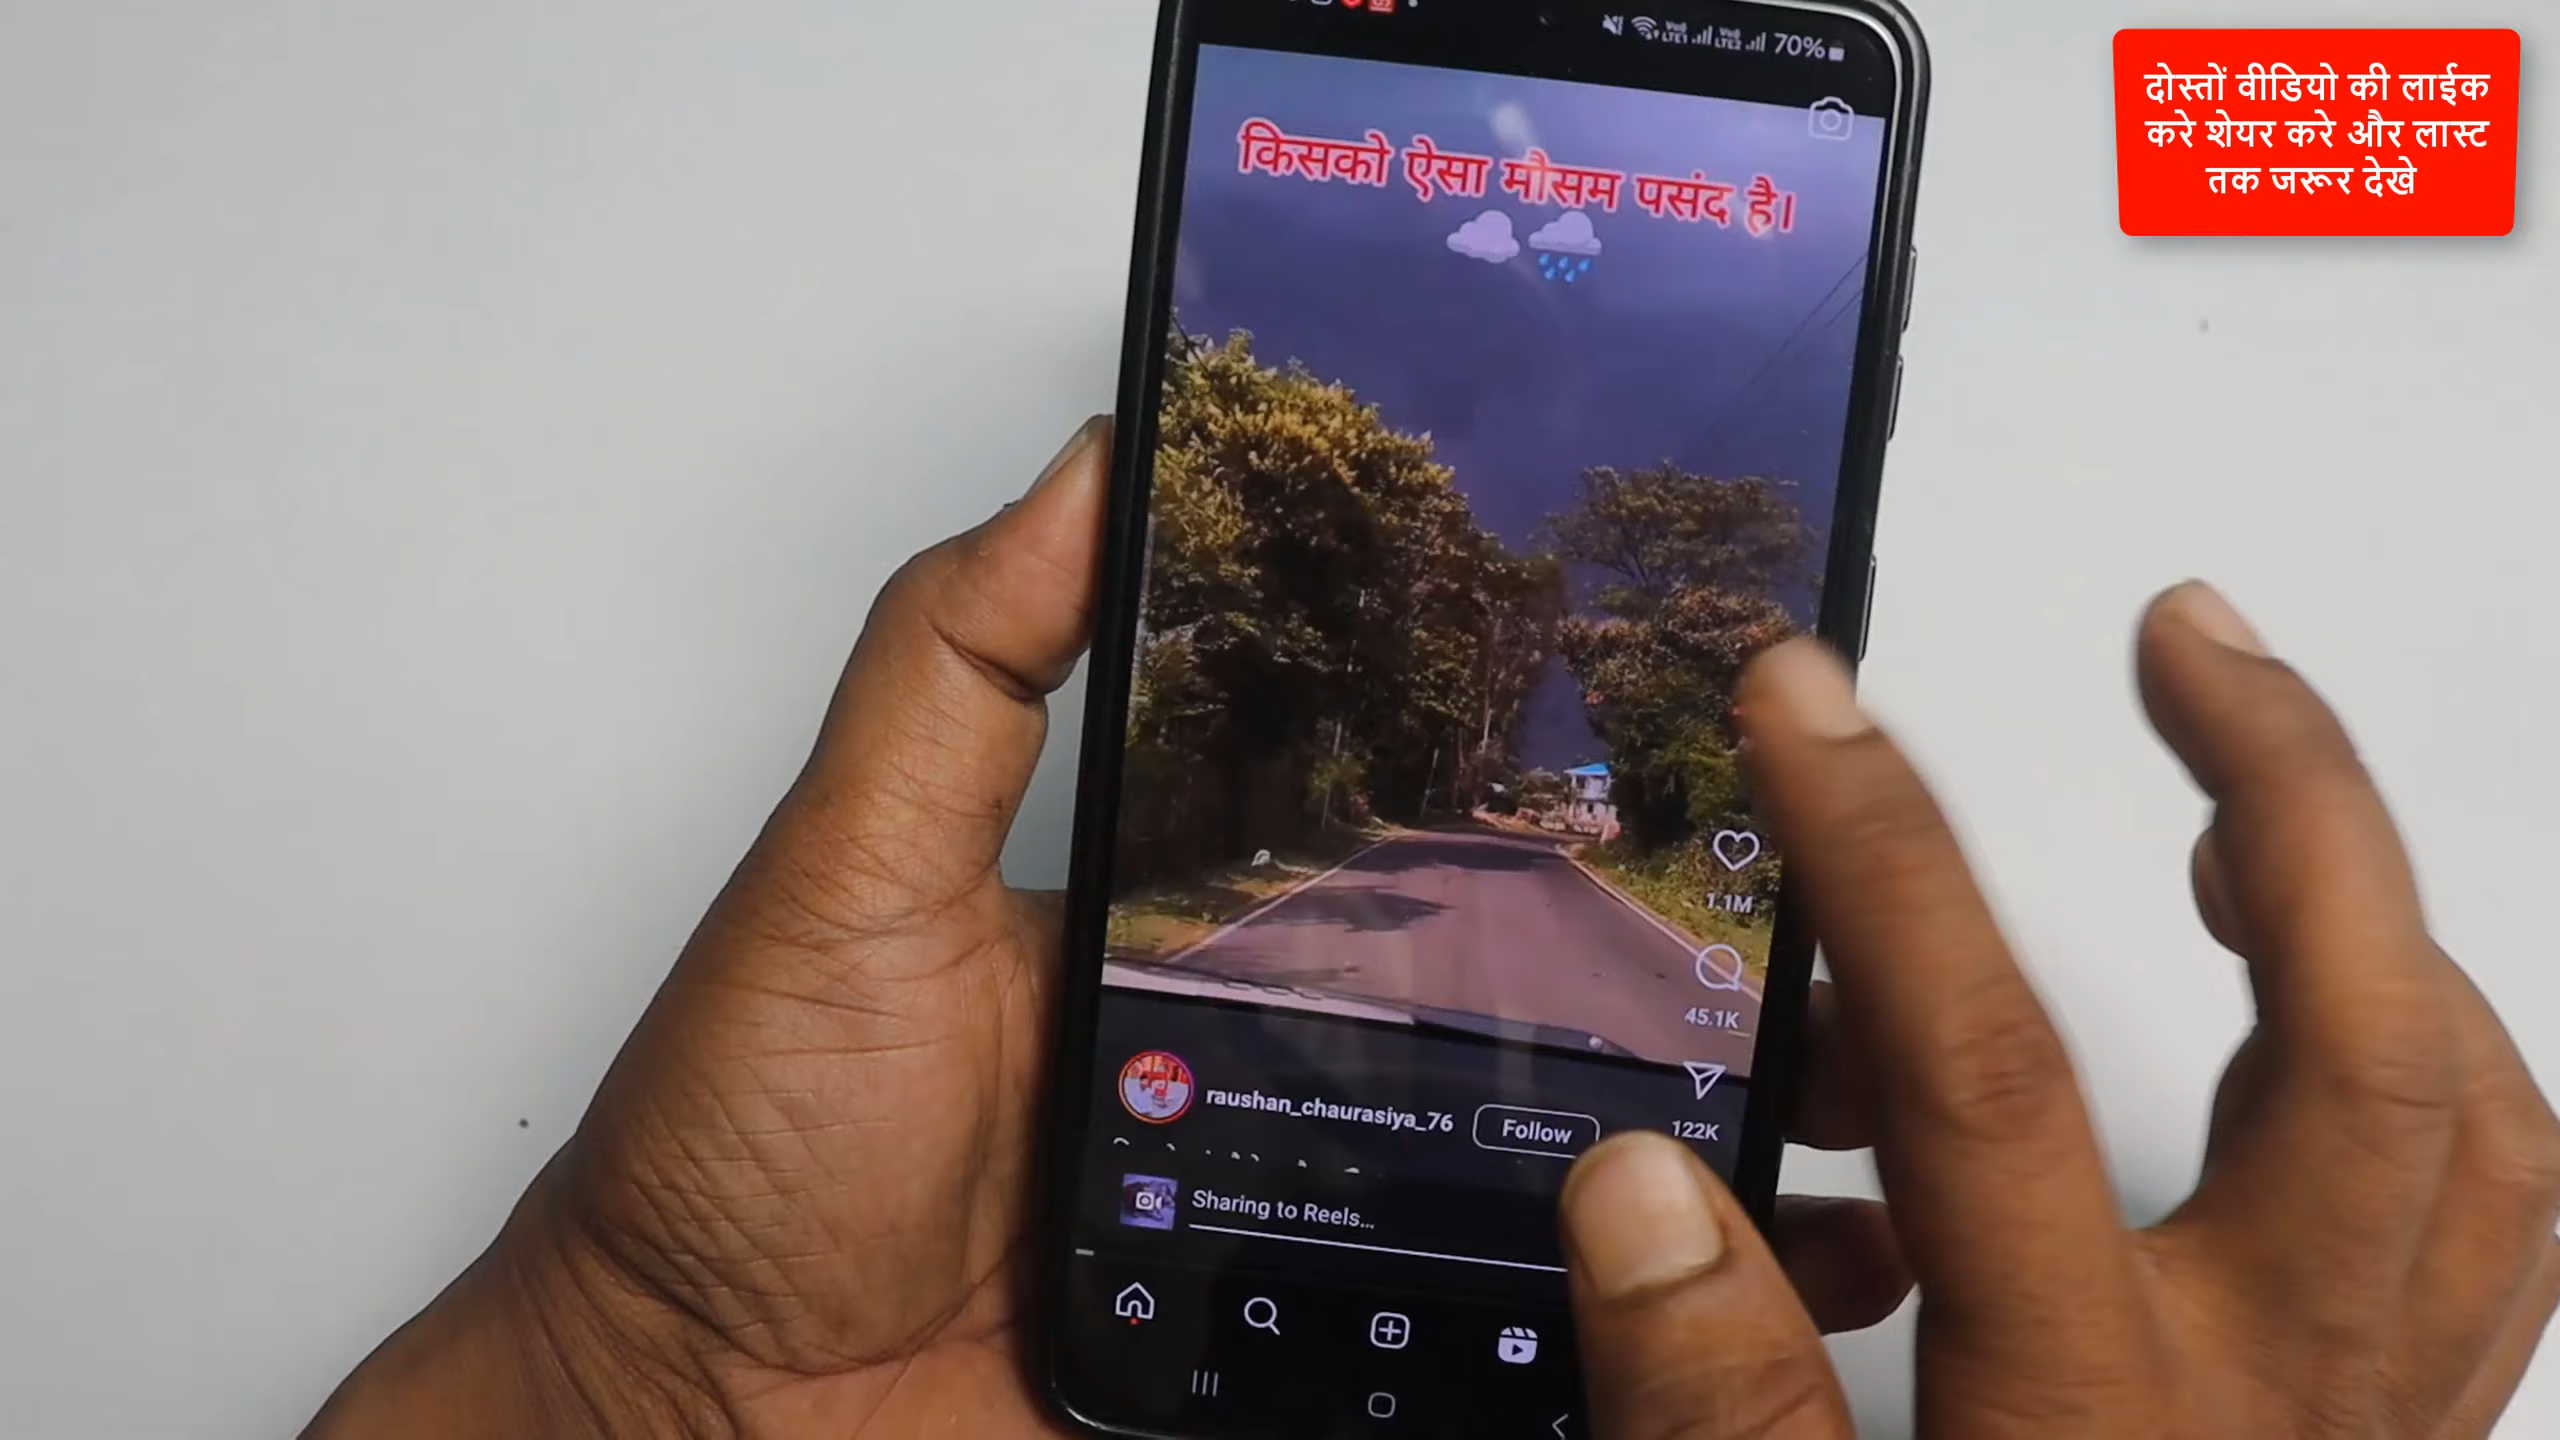 70%
किसको ऐसा मौसम पसंद है।
1.1M
45.1K
raushan_chaurasiya_76
Follow
122K
Sharing to Reels...
दोस्तों वीडियो की लाईक
करे शेयर करे और लास्ट
तक जरूर देखे